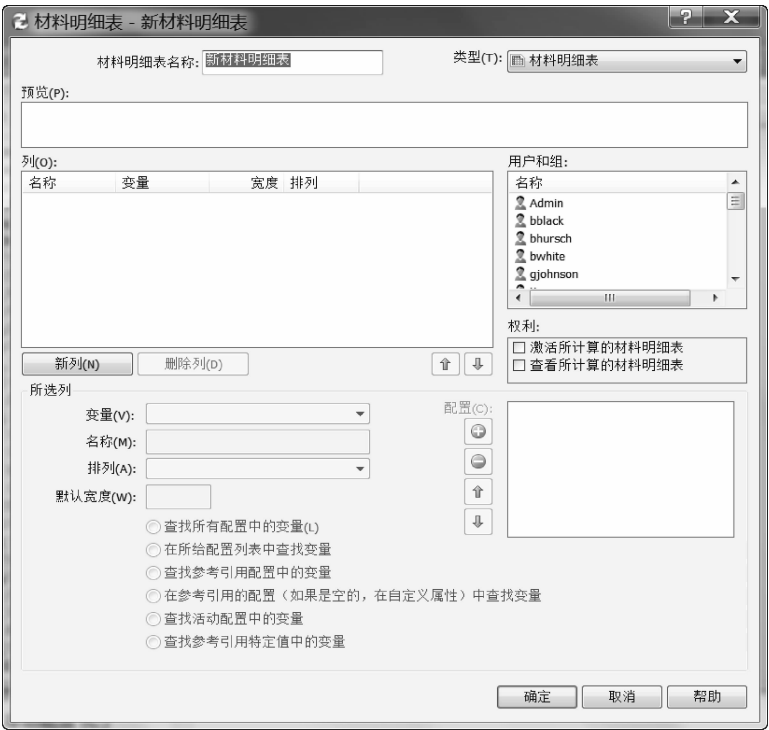 材料明细表 - 新材料明细表
材料明细表名称: 新材料明细表 类型(T): 材料明细表
预览(P):
列(O): 用户和组:
名称 变量 宽度 排列 名称
Admin
bblack
bhursch
bwhite
gjohnson
权利:
激活所计算的材料明细表
查看所计算的材料明细表
新列(N) 删除列(D)
所选列
变量(V): 配置(C):
名称(M):
排列(A):
默认宽度(W):
查找所有配置中的变量(L)
在所给配置列表中查找变量
查找参考引用配置中的变量
在参考引用的配置（如果是空的，在自定义属性）中查找变量
查找活动配置中的变量
查找参考引用特定值中的变量
确定 取消 帮助